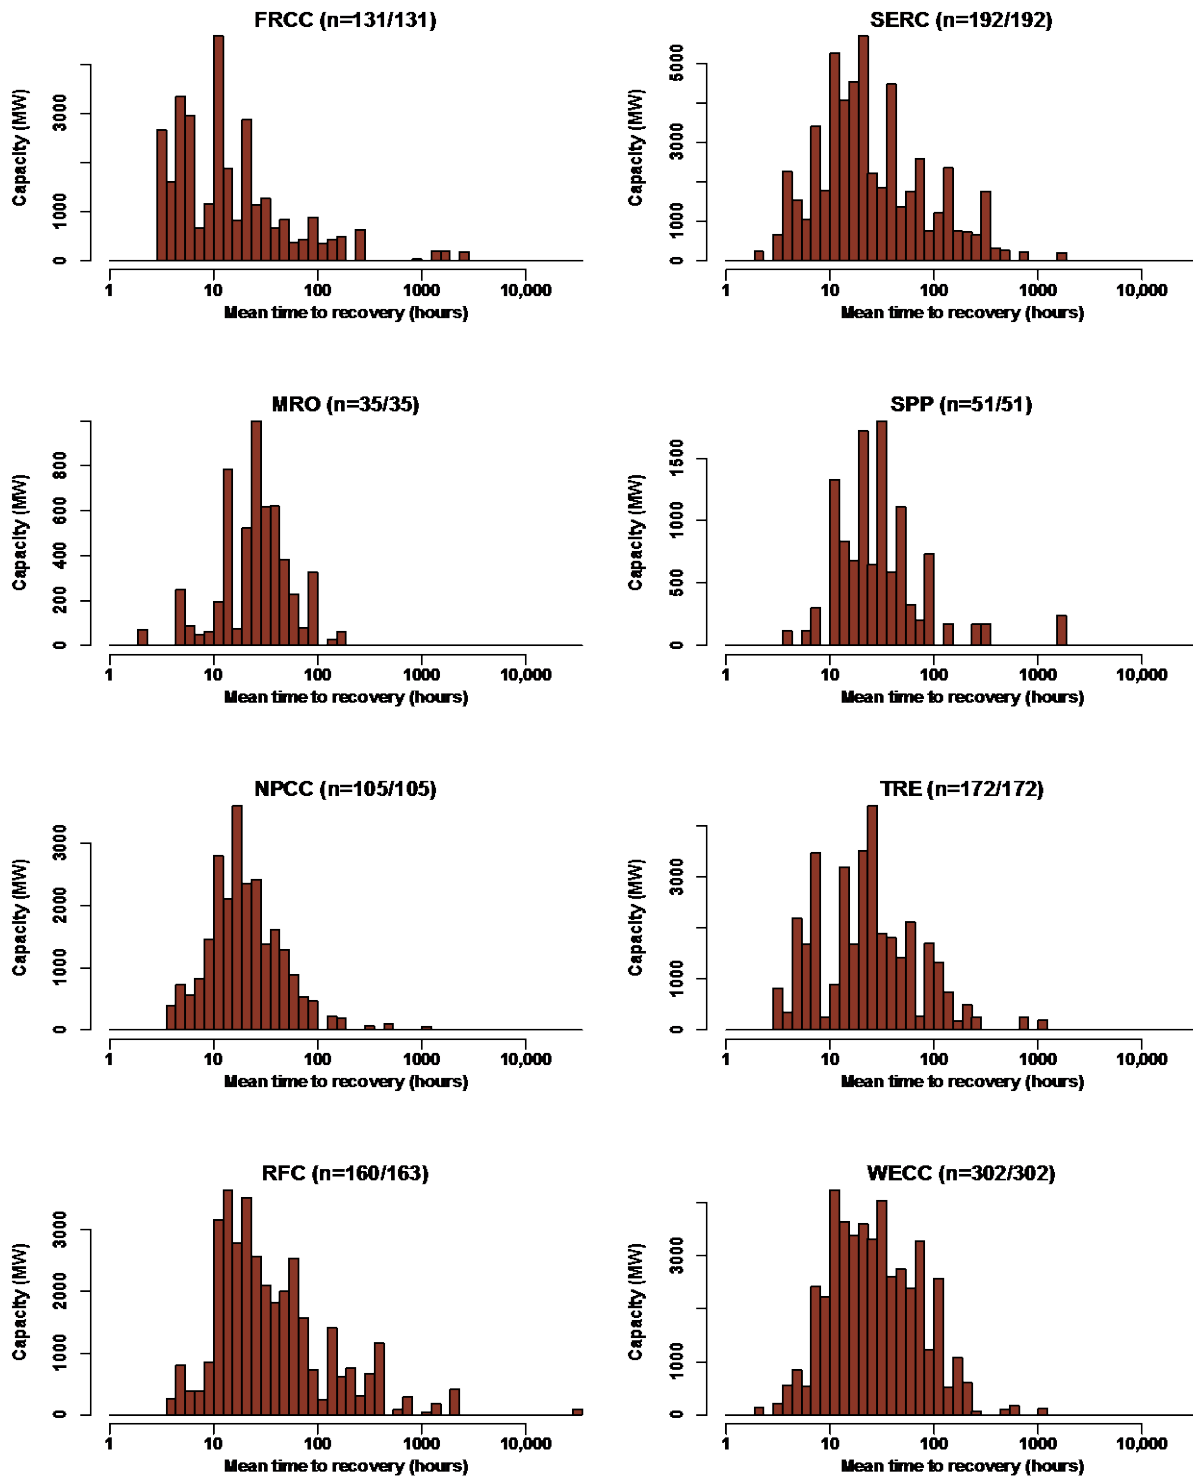 FRCC (n=131/131)
Capacity (MW)
3000
1000
0
1 10 100 1000 10,000
Mean time to recovery (hours)
SERC (n=192/192)
Capacity (MW)
5000
3000
1000
0
1 10 100 1000 10,000
Mean time to recovery (hours)
MRO (n=35/35)
Capacity (MW)
800
600
400
200
0
1 10 100 1000 10,000
Mean time to recovery (hours)
SPP (n=51/51)
Capacity (MW)
1500
1000
500
0
1 10 100 1000 10,000
Mean time to recovery (hours)
NPCC (n=105/105)
Capacity (MW)
3000
2000
1000
0
1 10 100 1000 10,000
Mean time to recovery (hours)
TRE (n=172/172)
Capacity (MW)
3000
1000
0
1 10 100 1000 10,000
Mean time to recovery (hours)
RFC (n=160/163)
Capacity (MW)
3000
2000
1000
0
1 10 100 1000 10,000
Mean time to recovery (hours)
WECC (n=302/302)
Capacity (MW)
3000
1000
0
1 10 100 1000 10,000
Mean time to recovery (hours)